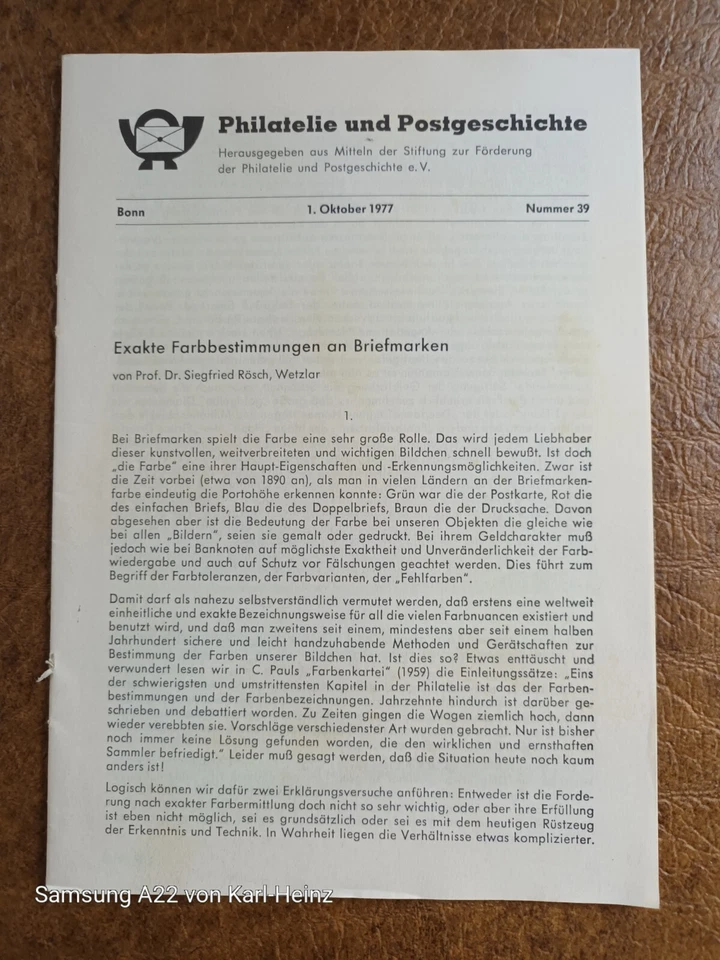 Philatelie und Postgeschichte
Herausgegeben aus Mitteln der Stiftung zur Förderung
der Philatelie und Postgeschichte e. V.
Bonn 1. Oktober 1977 Nummer 39
Exakte Farbbestimmungen an Briefmarken
von Prof. Dr. Siegfried Rösch, Wetzlar
1.
Bei Briefmarken spielt die Farbe eine sehr große Rolle. Das wird jedem Liebhaber
dieser kunstvollen, weitverbreiteten und wichtigen Bildchen schnell bewußt. Ist doch
„die Farbe“ eine ihrer Haupt-Eigenschaften und -Erkennungsmöglichkeiten. Zwar ist
die Zeit vorbei (etwa von 1890 an), als man in vielen Ländern an der Briefmarken-
farbe eindeutig die Portohöhe erkennen konnte: Grün war die der Postkarte, Rot die
des einfachen Briefs, Blau die des Doppelbriefs, Braun die der Drucksache. Davon
abgesehen aber ist die Bedeutung der Farbe bei unseren Objekten die gleiche wie
bei allen „Bildern“, seien sie gemalt oder gedruckt. Bei ihrem Geldcharakter muß
jedoch wie bei Banknoten auf möglichste Exaktheit und Unveränderlichkeit der Farb-
wiedergabe und auch auf Schutz vor Fälschungen geachtet werden. Dies führt zum
Begriff der Farbtoleranzen, der Farbvarianten, der „Fehlfarben“.
Damit darf als nahezu selbstverständlich vermutet werden, daß erstens eine weltweit
einheitliche und exakte Bezeichnungsweise für all die vielen Farbnuancen existiert und
benutzt wird, und daß man zweitens seit einem, mindestens aber seit einem halben
Jahrhundert sichere und leicht handzuhabende Methoden und Gerätschaften zur
Bestimmung der Farben unserer Bildchen hat. Ist dies so? Etwas enttäuscht und
verwundert lesen wir in C. Pauls „Farbenkartei“ (1959) die Einleitungssätze: „Eins
der schwierigsten und umstrittensten Kapitel in der Philatelie ist das der Farben-
bestimmungen und der Farbenbezeichnungen. Jahrzehnte hindurch ist darüber ge-
schrieben und debattiert worden. Zu Zeiten gingen die Wogen ziemlich hoch, dann
wieder verebbten sie. Vorschläge verschiedenster Art wurden gebracht. Nur ist bisher
noch immer keine Lösung gefunden worden, die den wirklichen und ernsthaften
Sammler befriedigt.“ Leider muß gesagt werden, daß die Situation heute noch kaum
anders ist!
Logisch können wir dafür zwei Erklärungsversuche anführen: Entweder ist die Forde-
rung nach exakter Farbermittlung doch nicht so sehr wichtig, oder aber ihre Erfüllung
ist eben nicht möglich, sei es grundsätzlich oder sei es mit dem heutigen Rüstzeug
der Erkenntnis und Technik. In Wahrheit liegen die Verhältnisse etwas komplizierter.
Samsung A22 von Karl-Heinz